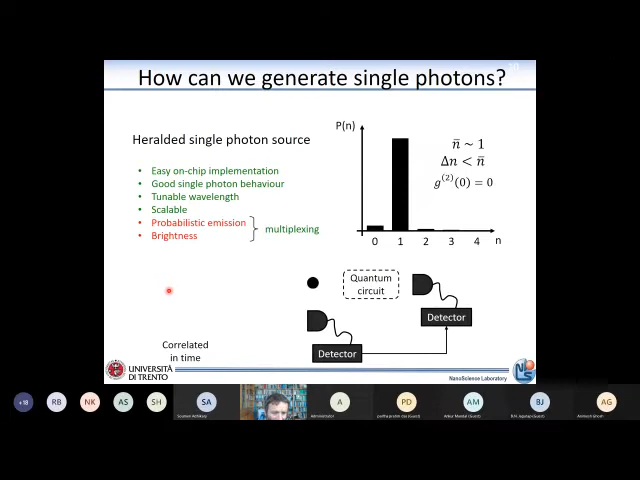 How can we generate single photons?
Heralded single photon source
• Easy on-chip implementation
• Good single photon behaviour
• Tunable wavelength
• Scalable
• Probabilistic emission
• Brightness
multiplexing
P(n)
n̄ ~ 1
Δn < n̄
g⁽²⁾(0) = 0
0 1 2 3 4 n
Quantum
circuit
Detector
Detector
Correlated
in time
UNIVERSITÀ
DI TRENTO
NanoScience Laboratory
+18 RB NK AS SH SA A PD AM BJ AG
Administrator